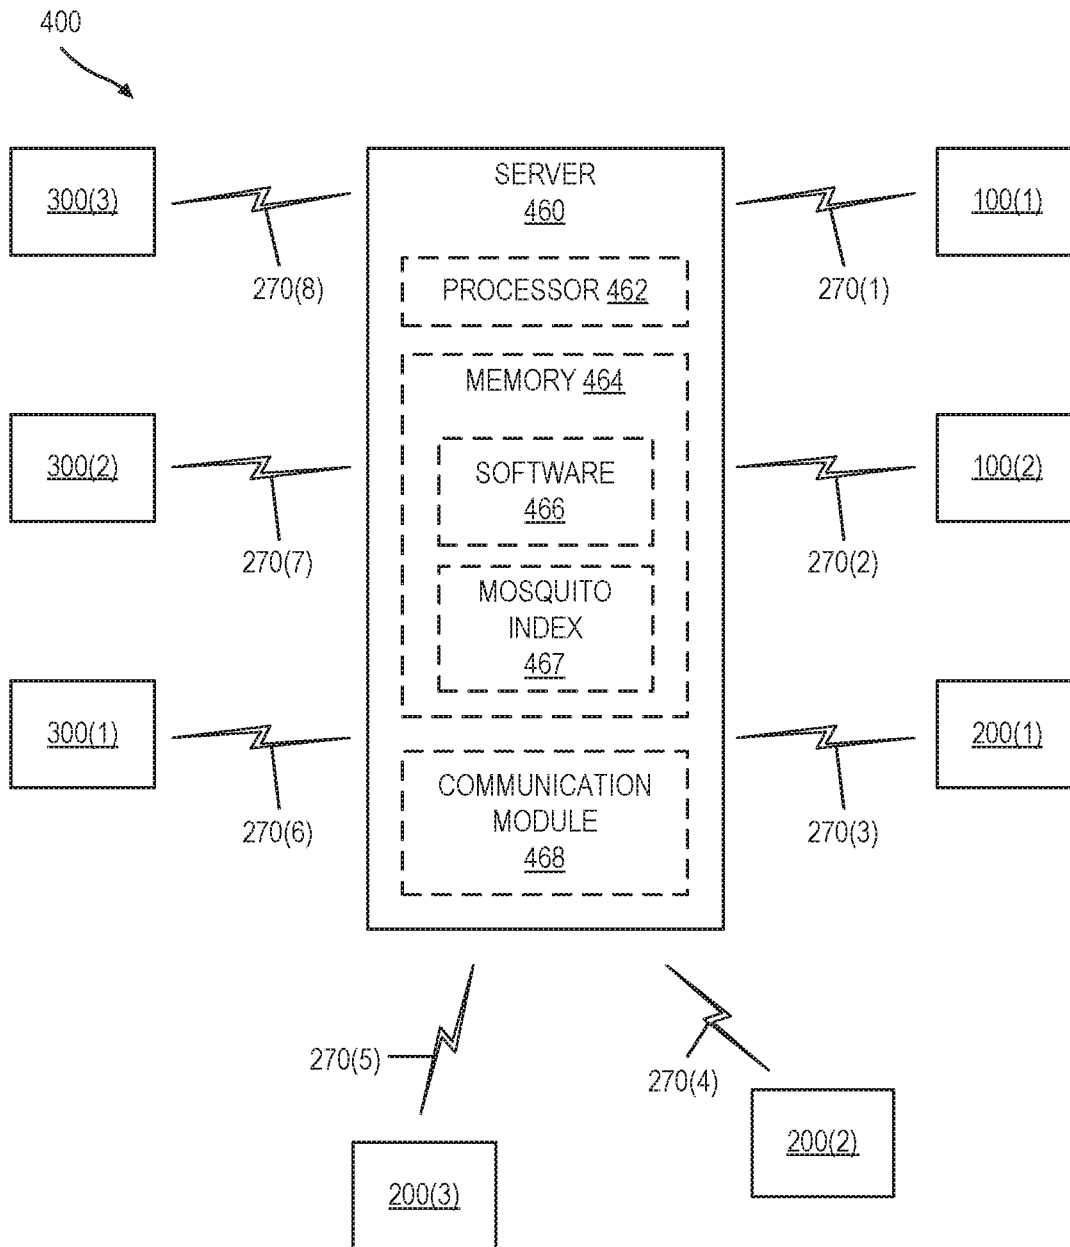 400
300(3)
SERVER
460
100(1)
270(8)
PROCESSOR 462
270(1)
MEMORY 464
300(2)
SOFTWARE
466
100(2)
270(7)
270(2)
MOSQUITO
INDEX
467
300(1)
200(1)
COMMUNICATION
MODULE
468
270(6)
270(3)
270(5)
270(4)
200(2)
200(3)